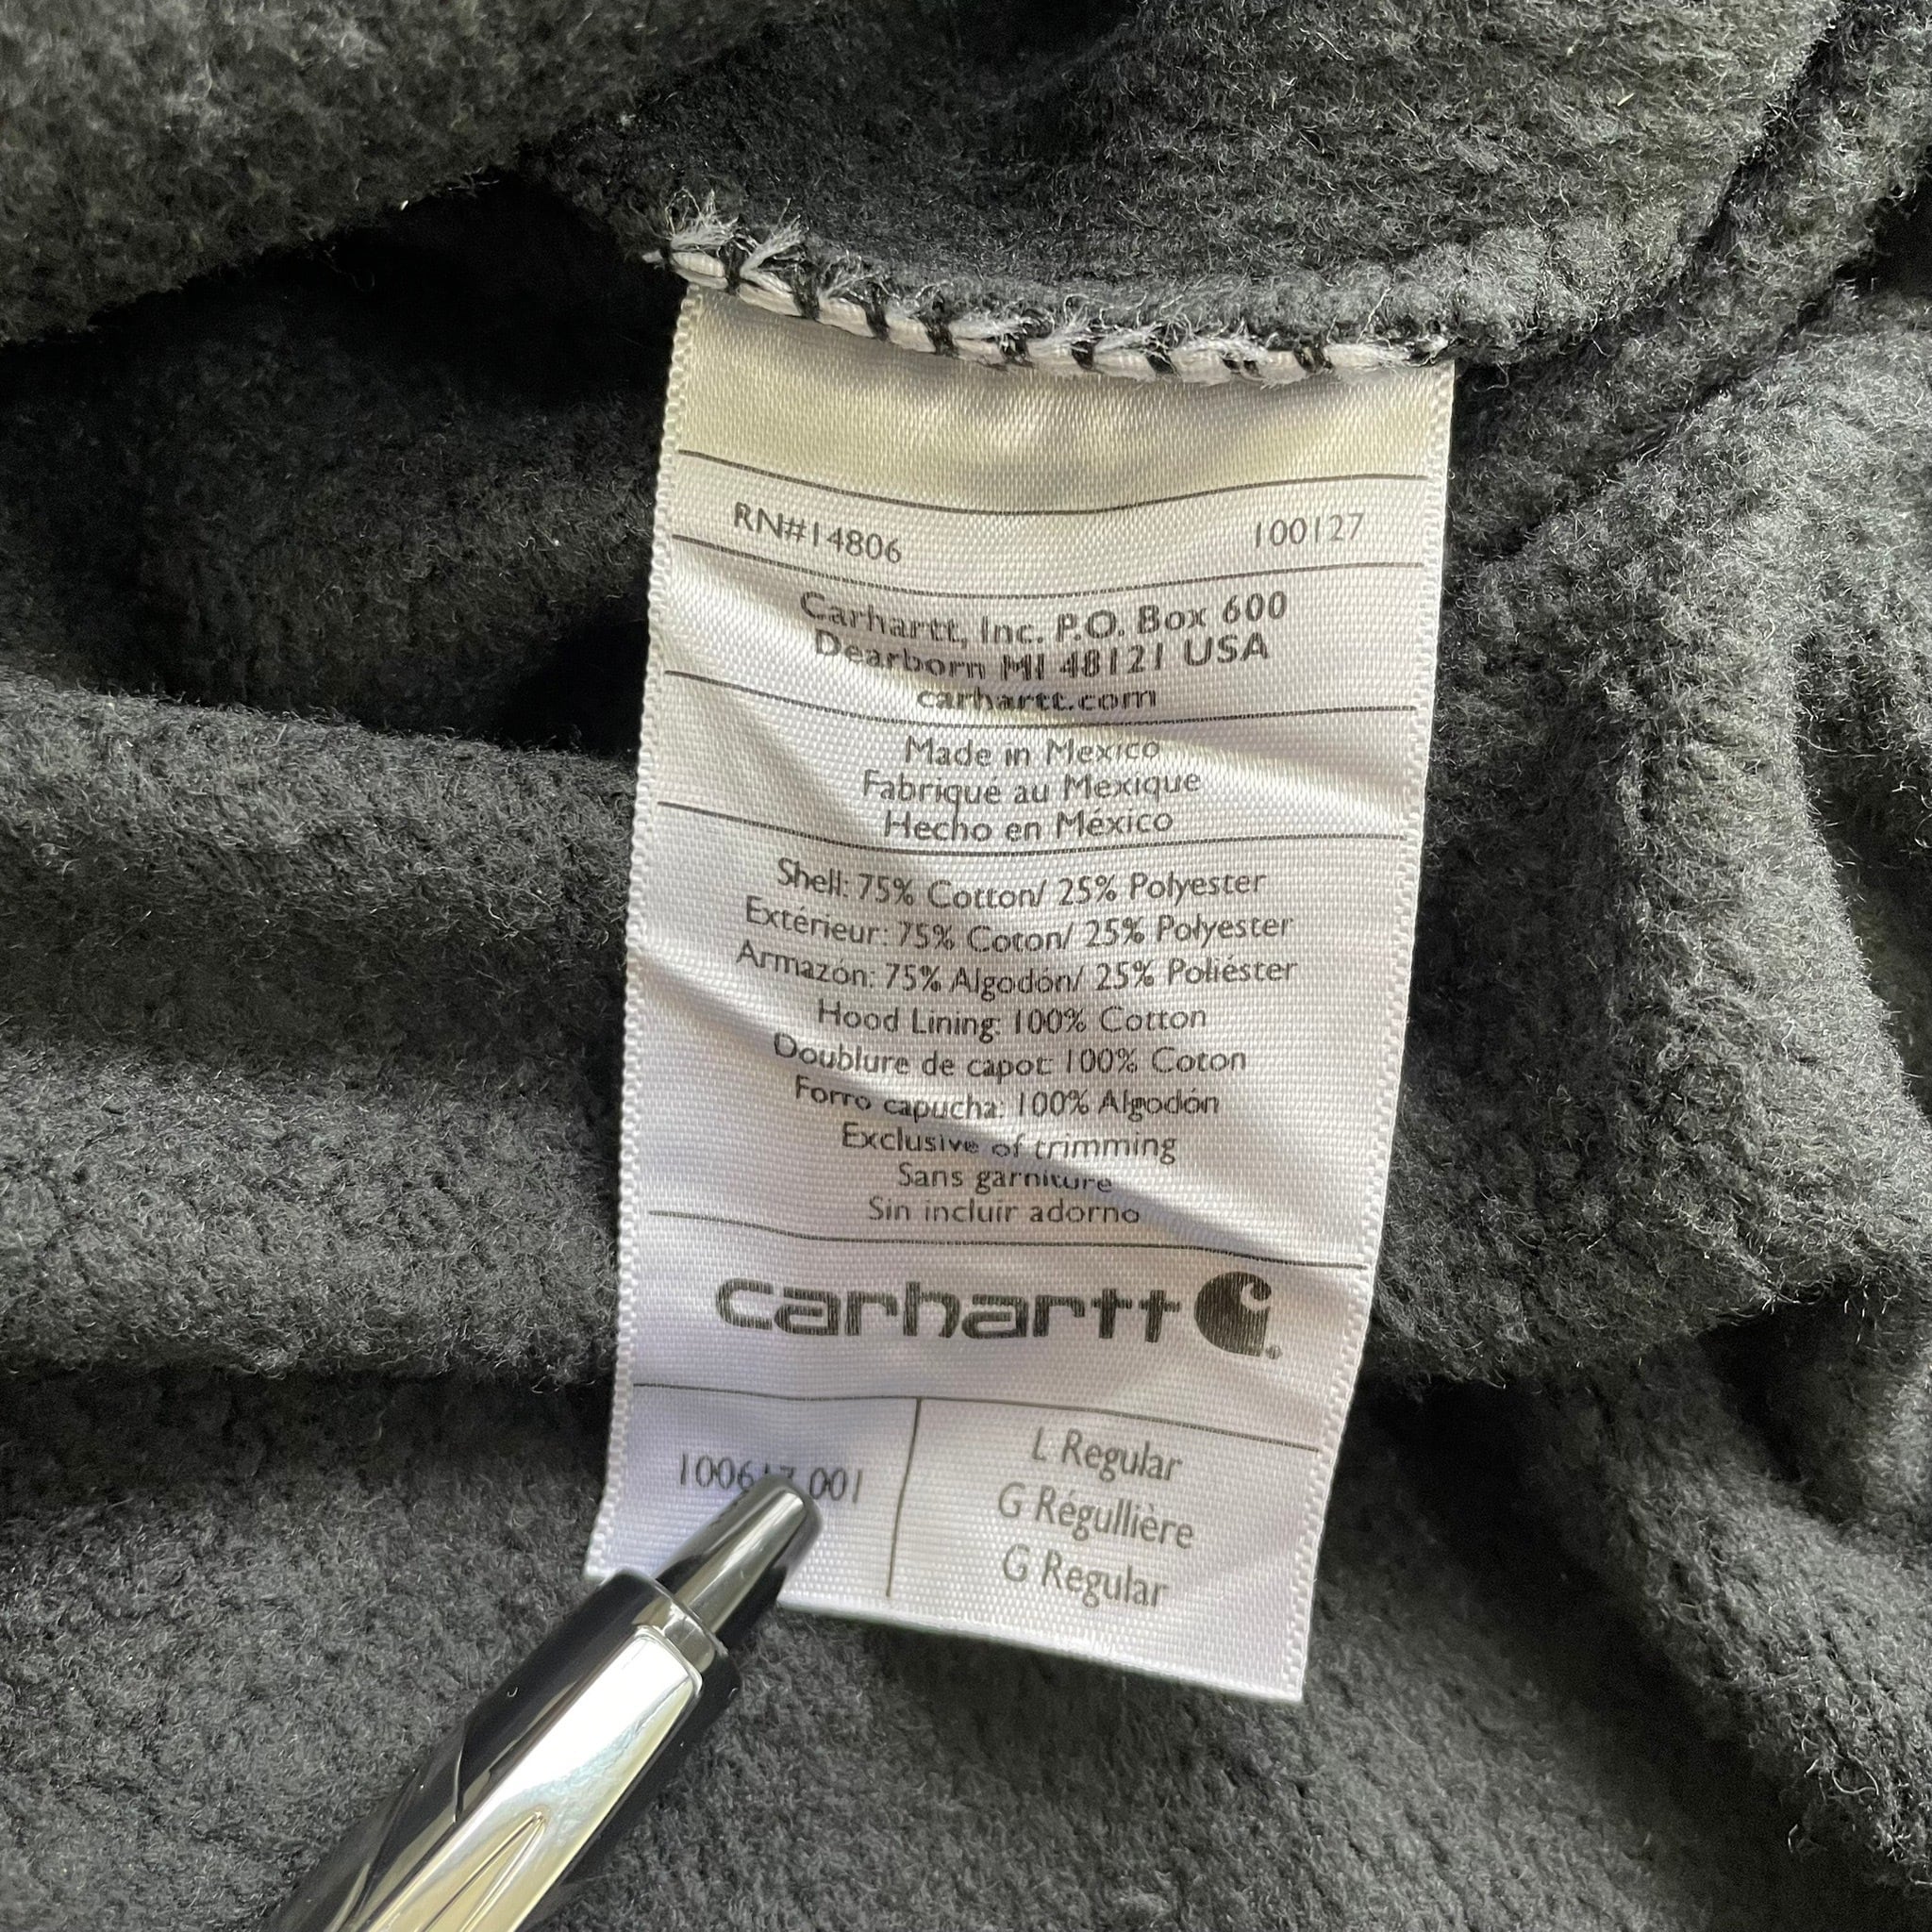 RN#14806 100127
Carhartt, Inc. P.O. Box 600
Dearborn MI 48121 USA
carhartt.com
Made in Mexico
Fabriqué au Mexique
Hecho en México
Shell: 75% Cotton/ 25% Polyester
Extérieur: 75% Coton/ 25% Polyester
Armazón: 75% Algodón/ 25% Poliéster
Hood Lining: 100% Cotton
Doublure de capot: 100% Coton
Forro capucha: 100% Algodón
Exclusive of trimming
Sans garniture
Sin incluir adorno
carhartt
001
L Regular
G Régullière
G Regular